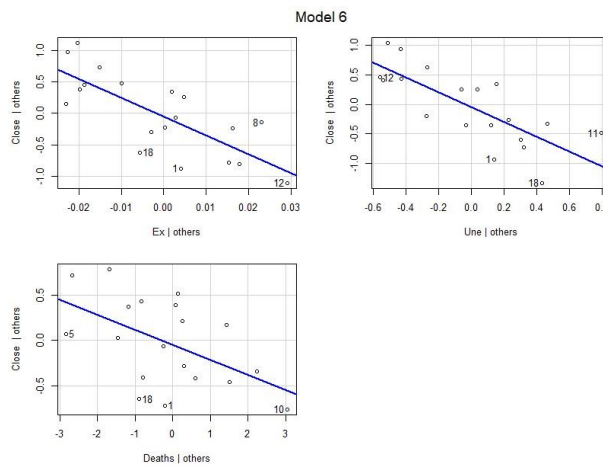 Model 6
Close | others
1.0
0.5
0.0
-1.0
8
18
1
12
-0.02 -0.01 0.00 0.01 0.02 0.03
Ex | others
Close | others
1.0
0.5
0.0
-1.0
12
11
1
18
-0.6 -0.4 -0.2 0.0 0.2 0.4 0.6 0.8
Une | others
Close | others
0.5
0.0
-0.5
5
18
1
10
-3 -2 -1 0 1 2 3
Deaths | others